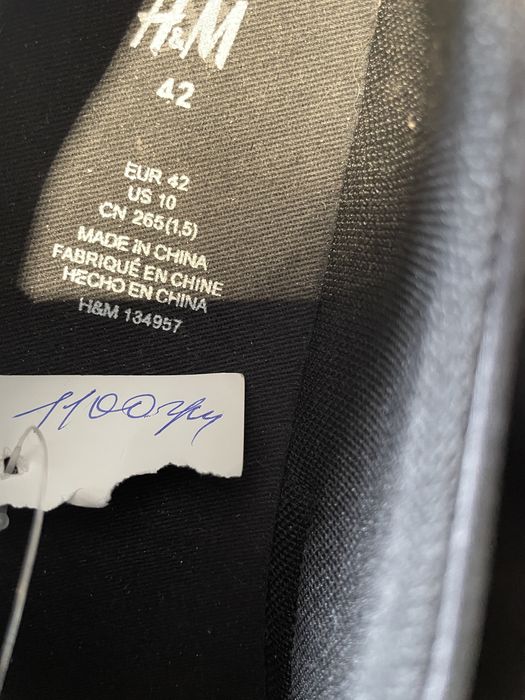 H&M
42
EUR 42
US 10
CN 265(1.5)
MADE IN CHINA
FABRIQUÉ EN CHINE
HECHO EN CHINA
H&M 134957
1100